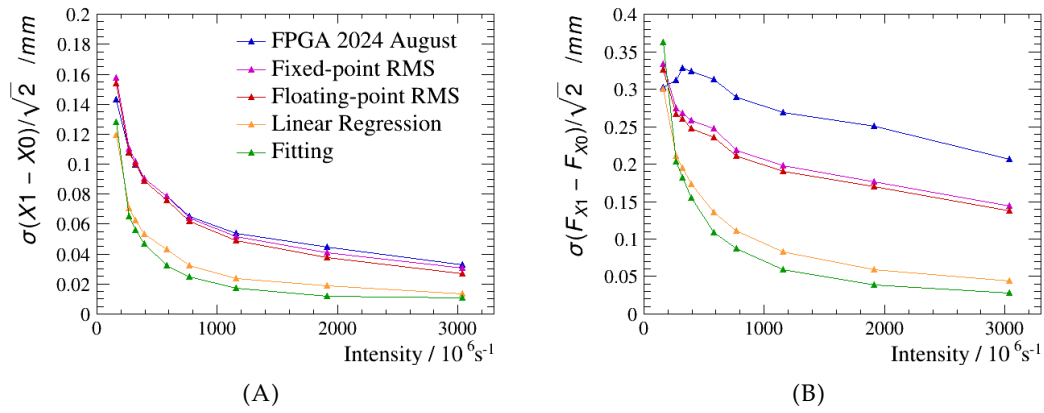 σ(X1 − X0)/√2 /mm
0.2
0.18
0.16
0.14
0.12
0.1
0.08
0.06
0.04
0.02
0
0 1000 2000 3000
Intensity / 10⁶s⁻¹
FPGA 2024 August
Fixed-point RMS
Floating-point RMS
Linear Regression
Fitting
(A)
σ(F_X1 − F_X0)/√2 /mm
0.4
0.35
0.3
0.25
0.2
0.15
0.1
0.05
0
0 1000 2000 3000
Intensity / 10⁶s⁻¹
(B)